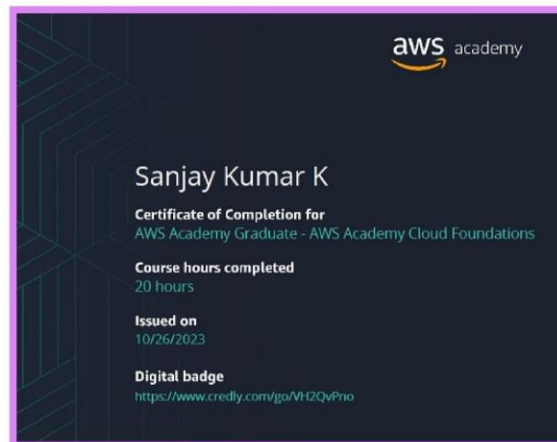 aws academy
Sanjay Kumar K
Certificate of Completion for
AWS Academy Graduate - AWS Academy Cloud Foundations
Course hours completed
20 hours
Issued on
10/26/2023
Digital badge
https://www.credly.com/go/VH2QvPno